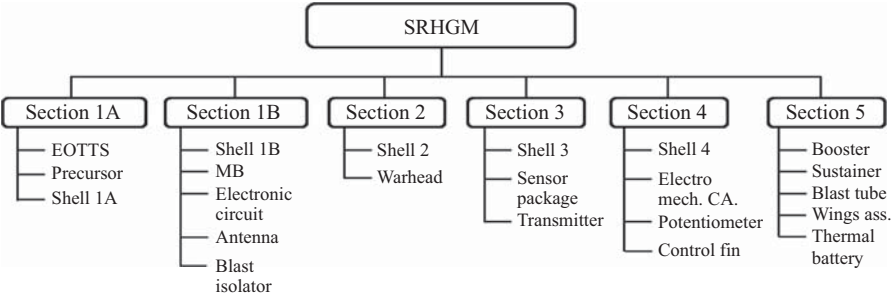 SRHGM
Section 1A
EOTTS
Precursor
Shell 1A
Section 1B
Shell 1B
MB
Electronic
circuit
Antenna
Blast
isolator
Section 2
Shell 2
Warhead
Section 3
Shell 3
Sensor
package
Transmitter
Section 4
Shell 4
Electro
mech. CA.
Potentiometer
Control fin
Section 5
Booster
Sustainer
Blast tube
Wings ass.
Thermal
battery